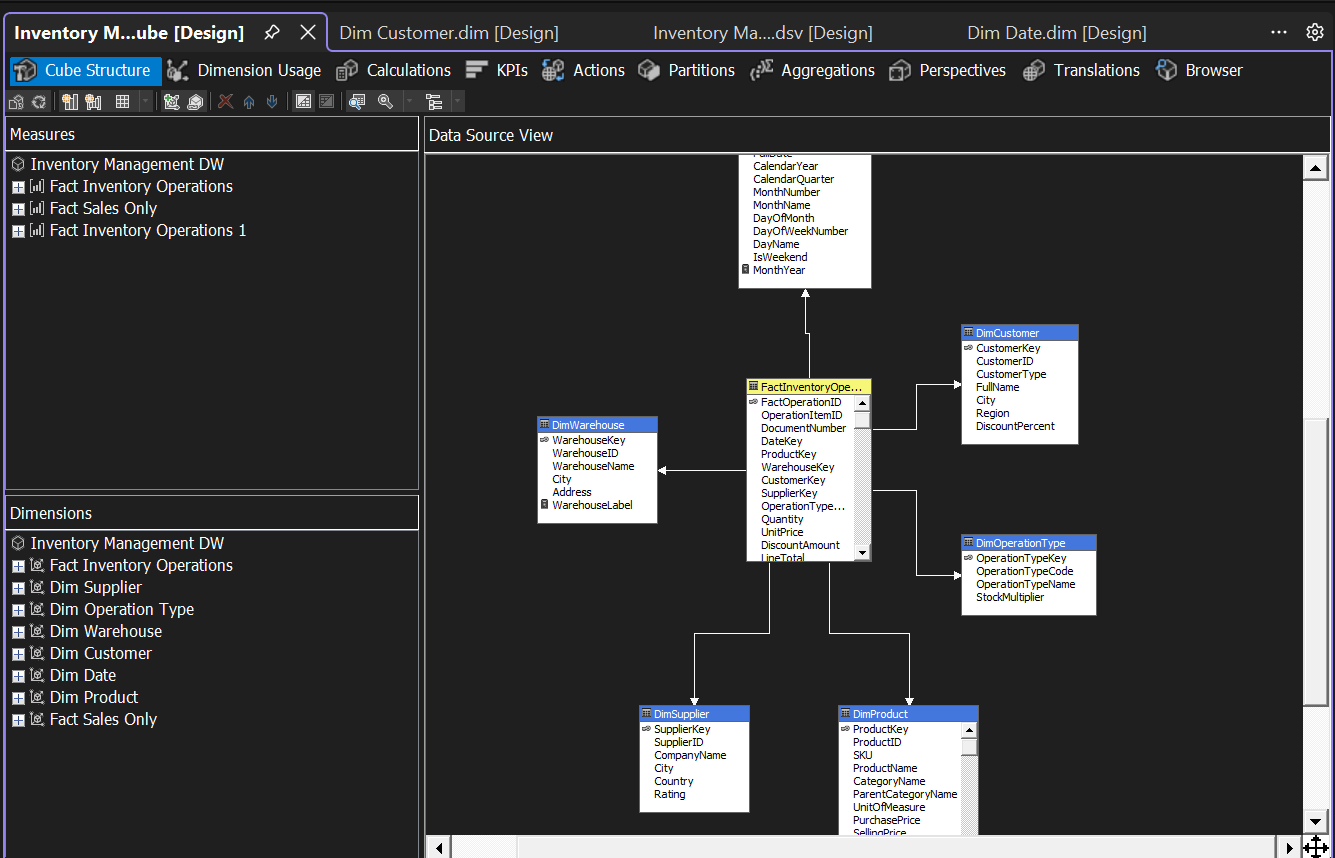 Inventory M...ube [Design]
Dim Customer.dim [Design]
Inventory Ma....dsv [Design]
Dim Date.dim [Design]
Cube Structure
Dimension Usage
Calculations
KPIs
Actions
Partitions
Aggregations
Perspectives
Translations
Browser
Measures
Inventory Management DW
Fact Inventory Operations
Fact Sales Only
Fact Inventory Operations 1
Dimensions
Inventory Management DW
Fact Inventory Operations
Dim Supplier
Dim Operation Type
Dim Warehouse
Dim Customer
Dim Date
Dim Product
Fact Sales Only
Data Source View
FullDate
CalendarYear
CalendarQuarter
MonthNumber
MonthName
DayOfMonth
DayOfWeekNumber
DayName
IsWeekend
MonthYear
DimCustomer
CustomerKey
CustomerID
CustomerType
FullName
City
Region
DiscountPercent
FactInventoryOpe...
FactOperationID
OperationItemID
DocumentNumber
DateKey
ProductKey
WarehouseKey
CustomerKey
SupplierKey
OperationType...
Quantity
UnitPrice
DiscountAmount
LineTotal
DimWarehouse
WarehouseKey
WarehouseID
WarehouseName
City
Address
WarehouseLabel
DimOperationType
OperationTypeKey
OperationTypeCode
OperationTypeName
StockMultiplier
DimSupplier
SupplierKey
SupplierID
CompanyName
City
Country
Rating
DimProduct
ProductKey
ProductID
SKU
ProductName
CategoryName
ParentCategoryName
UnitOfMeasure
PurchasePrice
SellingPrice